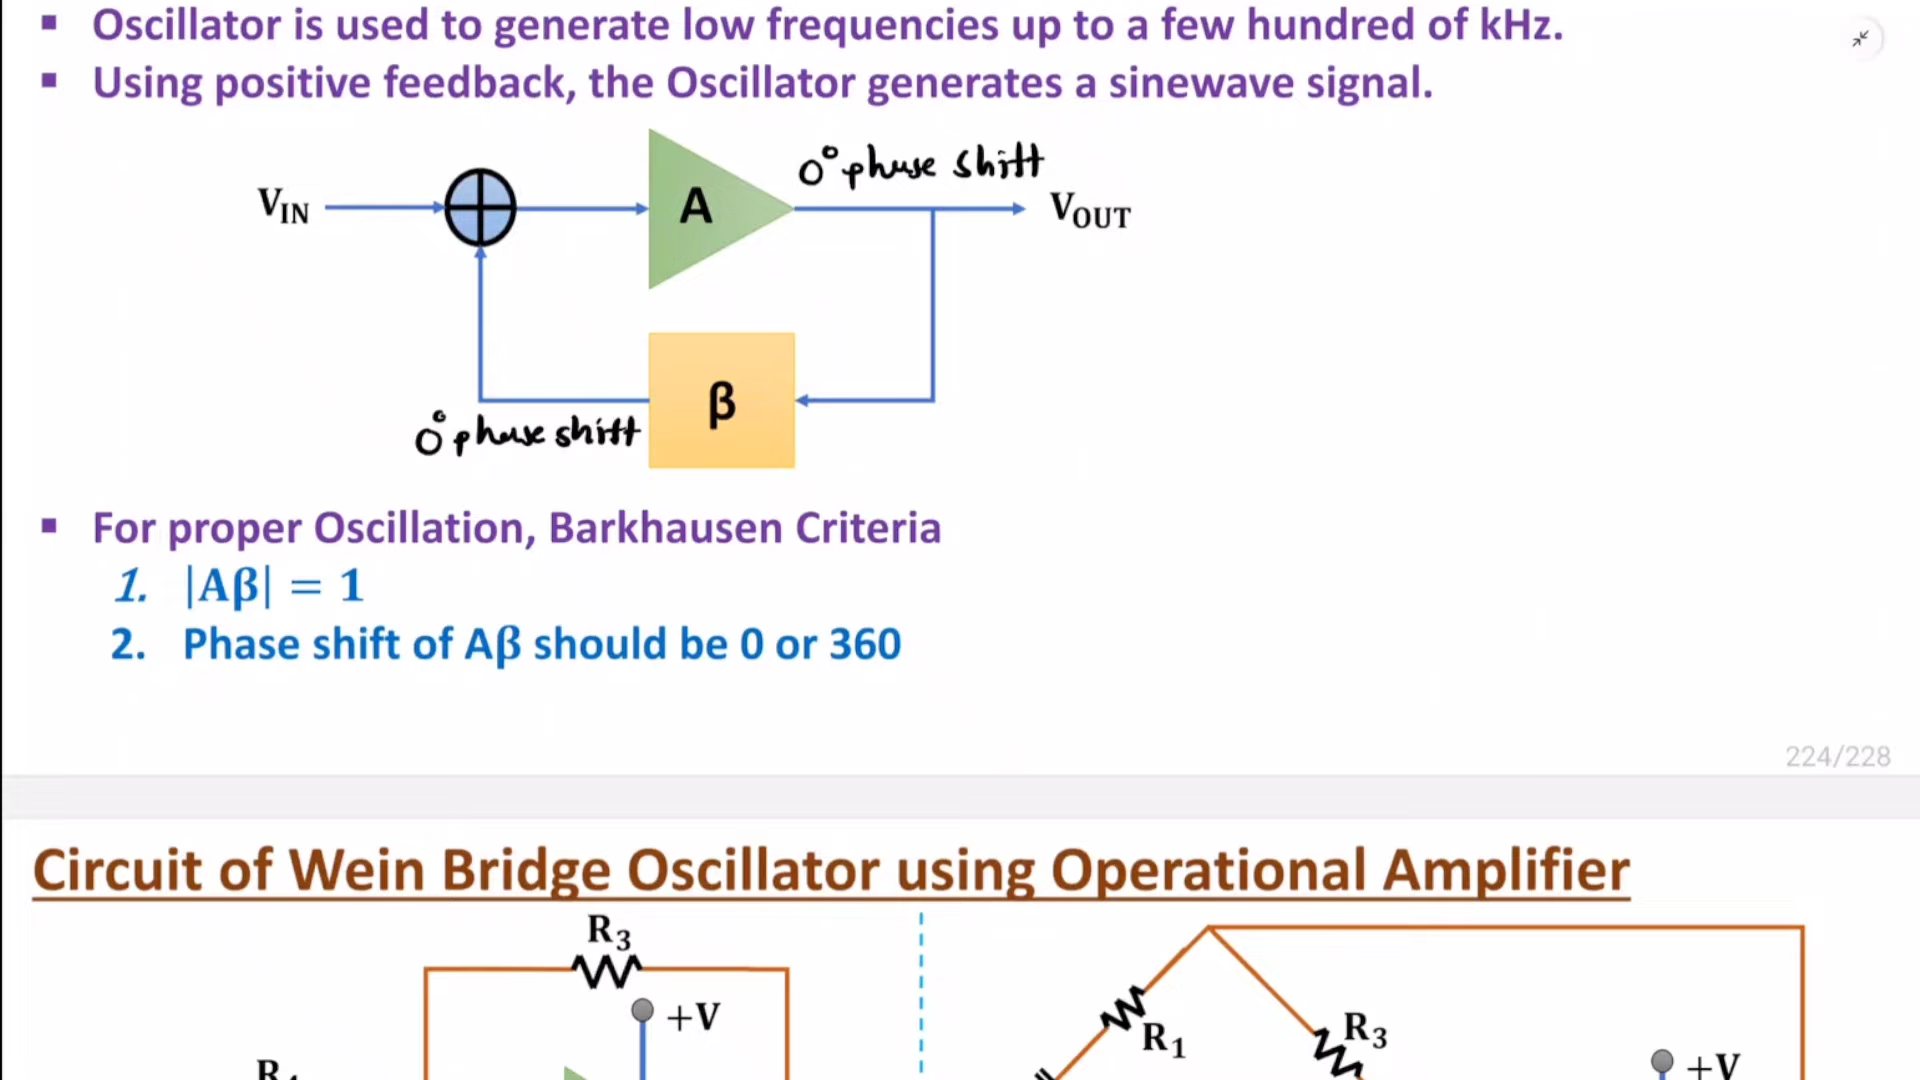 ▪ Oscillator is used to generate low frequencies up to a few hundred of kHz.
▪ Using positive feedback, the Oscillator generates a sinewave signal.
0° phase shift
V_IN
A
V_OUT
β
0° phase shift
▪ For proper Oscillation, Barkhausen Criteria
1. |Aβ| = 1
2. Phase shift of Aβ should be 0 or 360
224/228
Circuit of Wein Bridge Oscillator using Operational Amplifier
R3
+V
R1
R3
+V